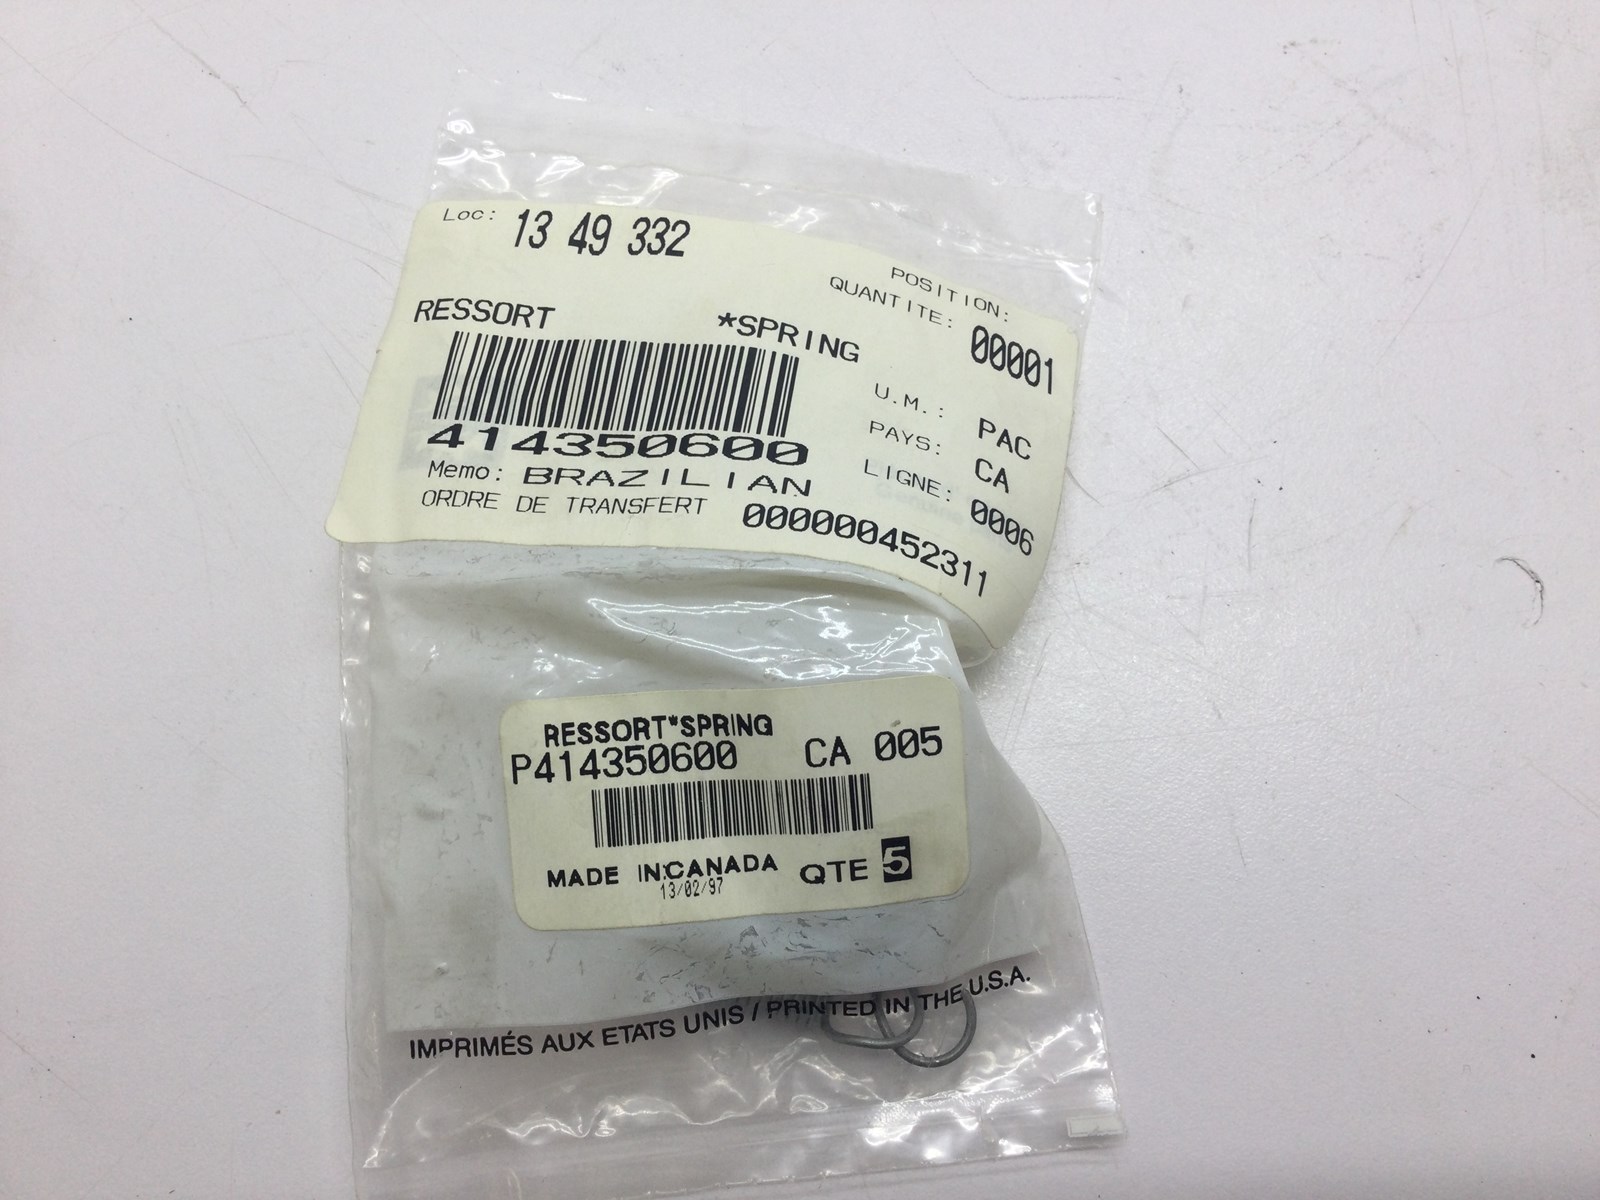 Loc: 13 49 332
POSITION:
QUANTITE: 00001
RESSORT *SPRING
U.M.: PAC
414350600
PAYS: CA
Memo: BRAZILIAN
LIGNE: 0006
ORDRE DE TRANSFERT 000000452311
RESSORT*SPRING
P414350600 CA 005
MADE IN:CANADA QTE 5
13/02/97
IMPRIMÉS AUX ETATS UNIS / PRINTED IN THE U.S.A.